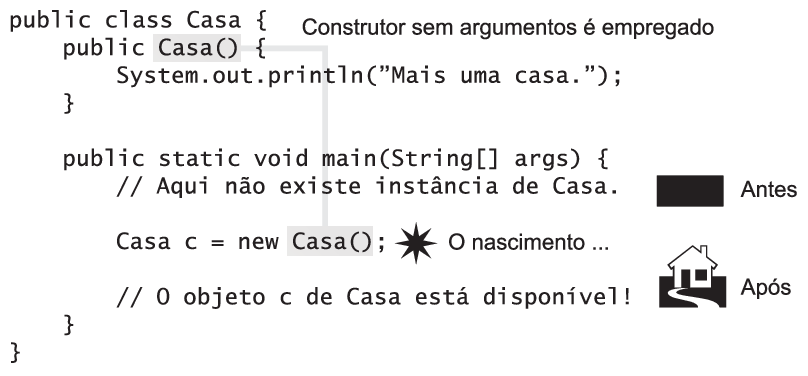 public class Casa {
Construtor sem argumentos é empregado
public Casa() {
System.out.println(”Mais uma casa.”);
}
public static void main(String[] args) {
// Aqui não existe instância de Casa.
Antes
Casa c = new Casa();
O nascimento ...
// O objeto c de Casa está disponível!
Após
}
}